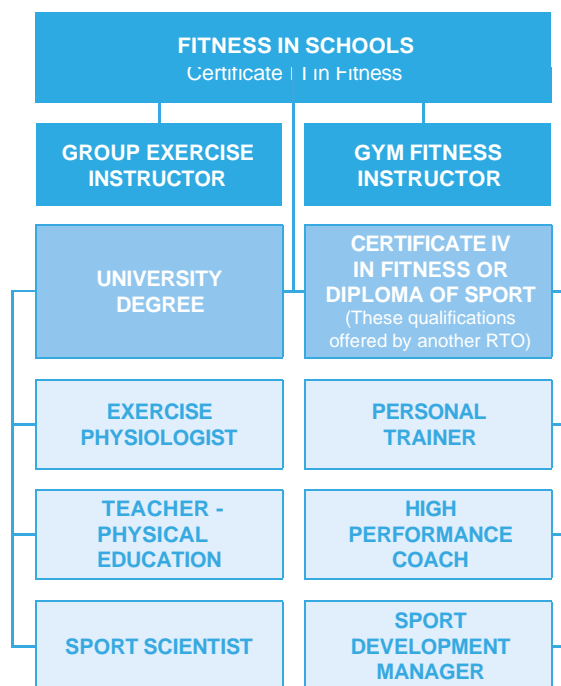 FITNESS IN SCHOOLS
Certificate in Fitness
GROUP EXERCISE
INSTRUCTOR
GYM FITNESS
INSTRUCTOR
UNIVERSITY
DEGREE
CERTIFICATE IV
IN FITNESS OR
DIPLOMA OF SPORT
(These qualifications
offered by another RTO)
EXERCISE
PHYSIOLOGIST
PERSONAL
TRAINER
TEACHER -
PHYSICAL
EDUCATION
HIGH
PERFORMANCE
COACH
SPORT SCIENTIST
SPORT
DEVELOPMENT
MANAGER